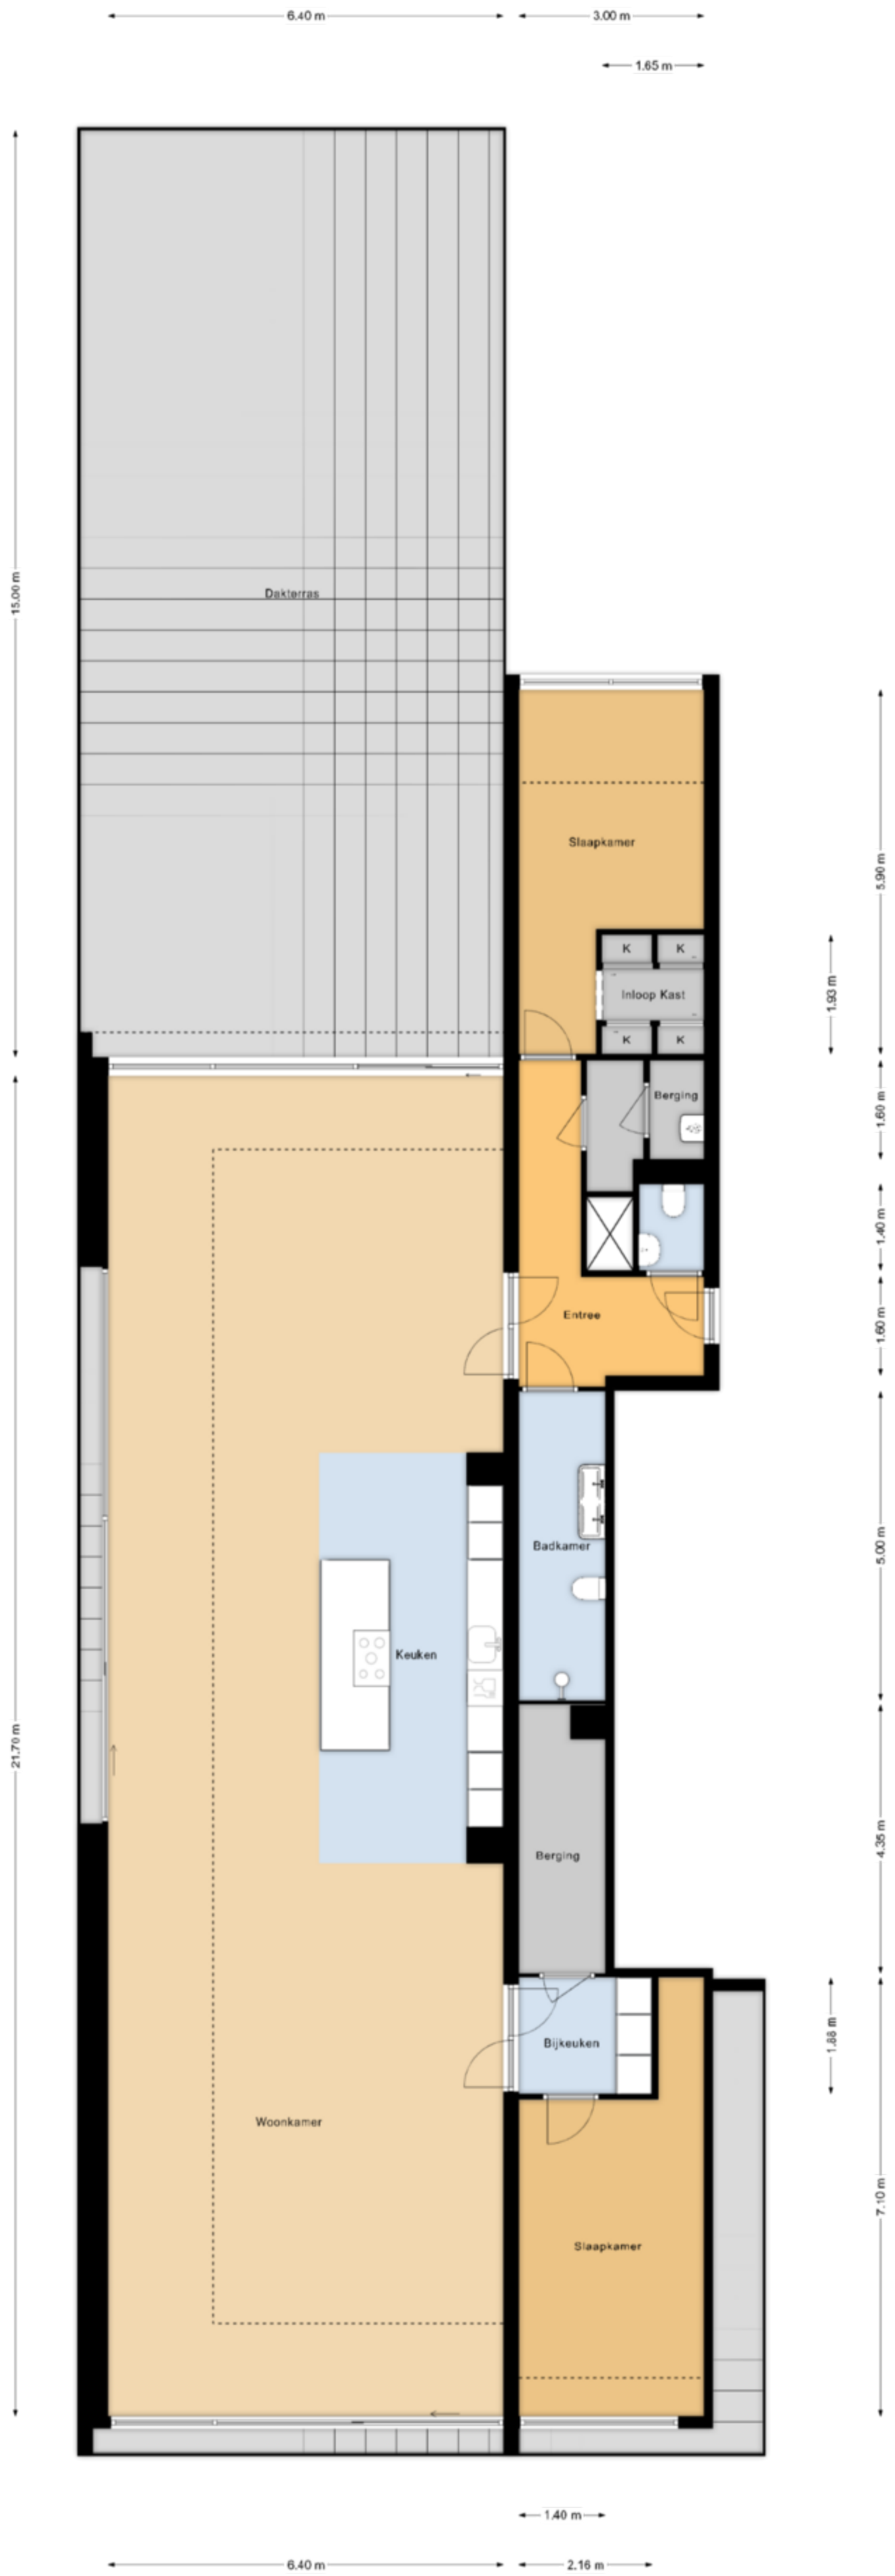 6.40 m
3.00 m
1.65 m
15.00 m
Dakterras
Slaapkamer
5.90 m
K
K
Inloop Kast
1.93 m
K
K
Berging
1.60 m
1.40 m
Entree
1.60 m
Badkamer
5.00 m
Keuken
21.70 m
Berging
4.35 m
Bijkeuken
1.88 m
Woonkamer
7.10 m
Slaapkamer
1.40 m
6.40 m
2.16 m